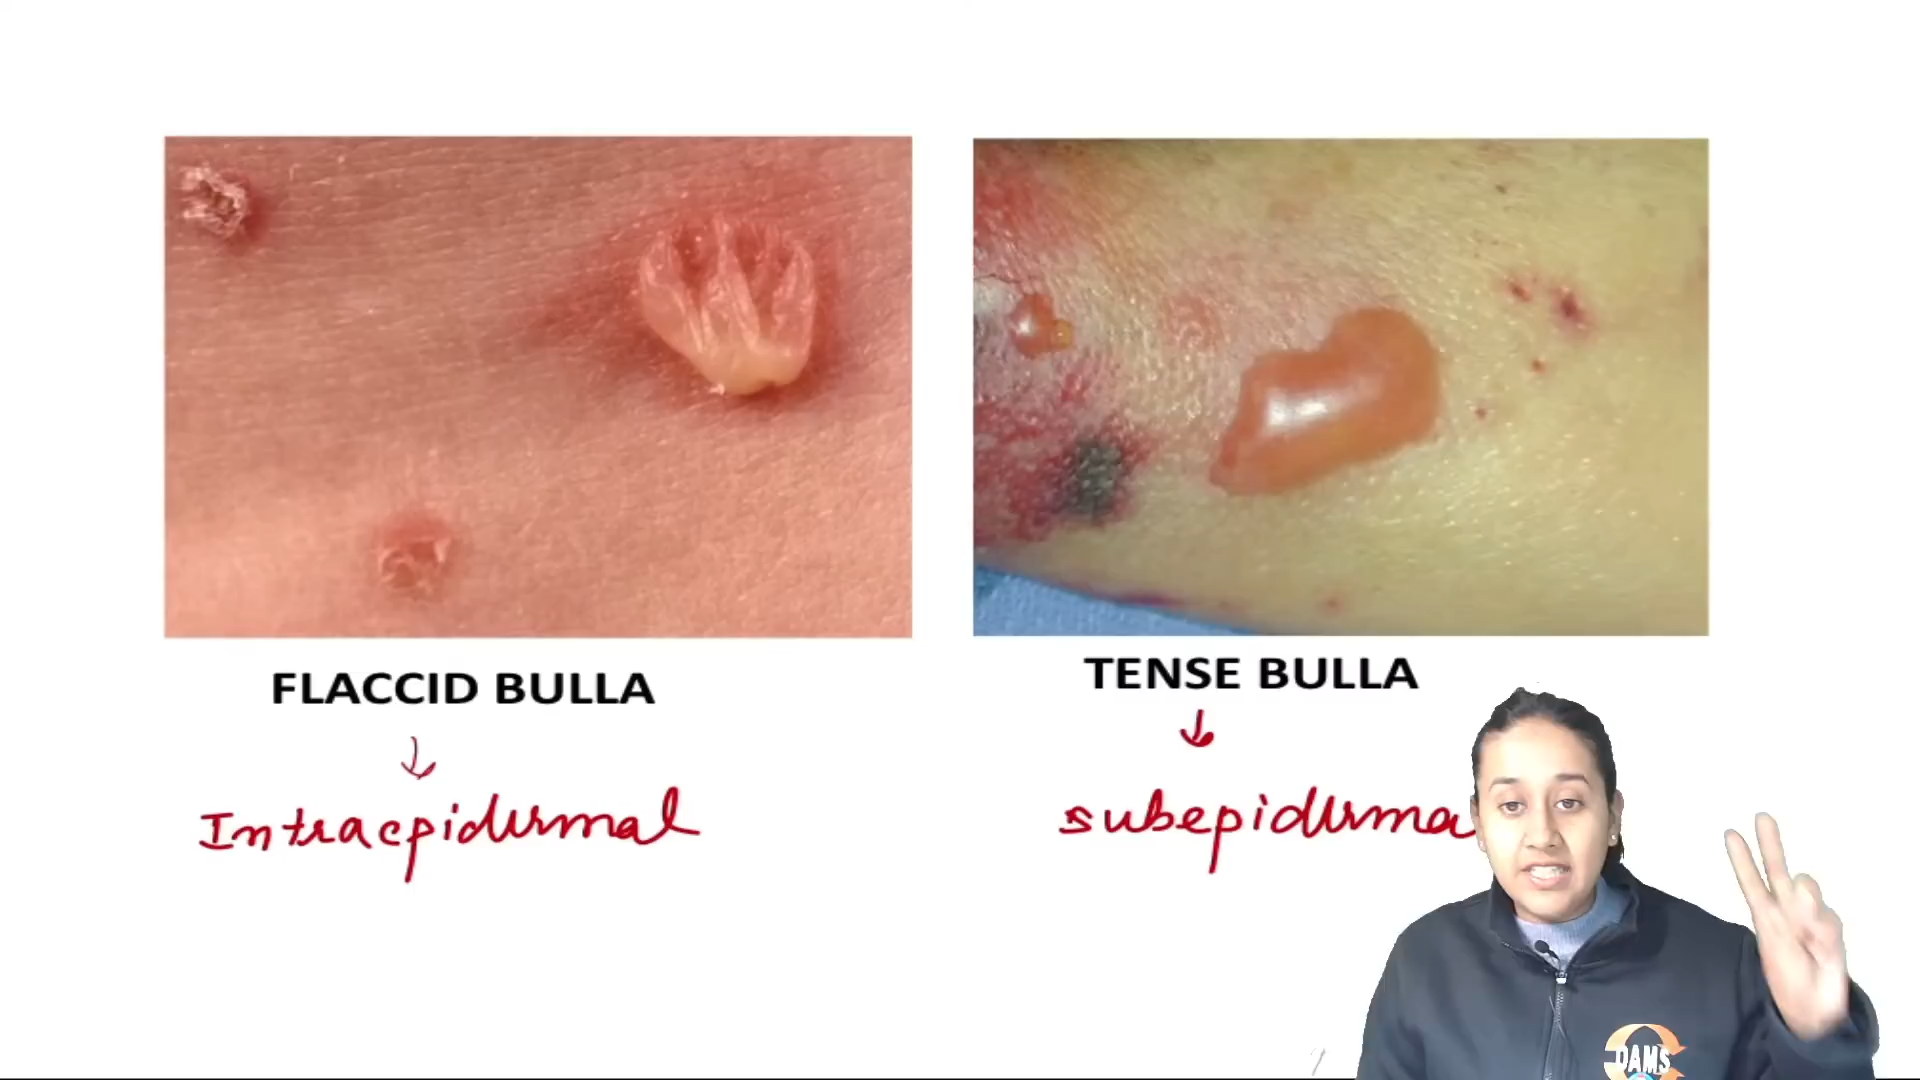 FLACCID BULLA
TENSE BULLA
↓
↓
Intraepidermal
subepiderma
DAMS